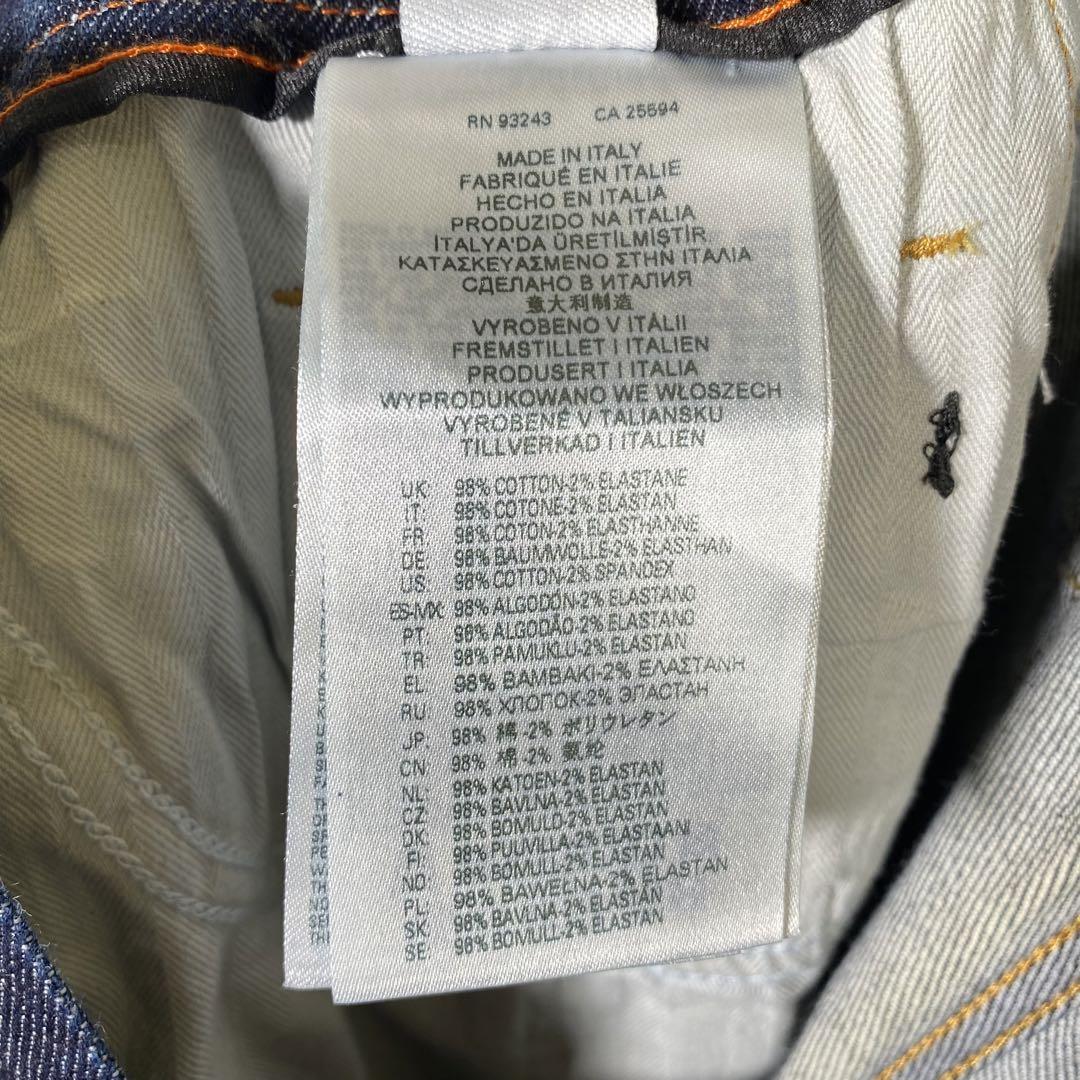 RN 93243 CA 25594
MADE IN ITALY
FABRIQUÉ EN ITALIE
HECHO EN ITALIA
PRODUZIDO NA ITALIA
İTALYA'DA ÜRETİLMİŞTİR
ΚΑΤΑΣΚΕΥΑΣΜΕΝΟ ΣΤΗΝ ΙΤΑΛΙΑ
СДЕЛАНО В ИТАЛИЯ
意大利制造
VYROBENO V ITÁLII
FREMSTILLET I ITALIEN
PRODUSERT I ITALIA
WYPRODUKOWANO WE WŁOSZECH
VYROBENÉ V TALIANSKU
TILLVERKAD I ITALIEN
UK 98% COTTON-2% ELASTANE
IT. 98% COTONE-2% ELASTAN
FR 98% COTON-2% ELASTHANNE
DE 98% BAUMWOLLE-2% ELASTHAN
US 98% COTTON-2% SPANDEX
ES-MX 98% ALGODÓN-2% ELASTANO
PT 98% ALGODÃO-2% ELASTANO
TR 98% PAMUKLU-2% ELASTAN
EL 98% ΒΑΜΒΑΚΙ-2% ΕΛΑΣΤΑΝΗ
RU 98% ХЛОПОК-2% ЭЛАСТАН
JP. 98% 綿-2% ポリウレタン
CN 98% 棉-2% 氨纶
NL 98% KATOEN-2% ELASTAN
CZ 98% BAVLNA-2% ELASTAN
DK 98% BOMULD-2% ELASTAN
FI. 98% PUUVILLA-2% ELASTAANI
NO 98% BOMULL-2% ELASTAN
PL 98% BAWEŁNA-2% ELASTAN
SK 98% BAVLNA-2% ELASTAN
SE 98% BOMULL-2% ELASTAN